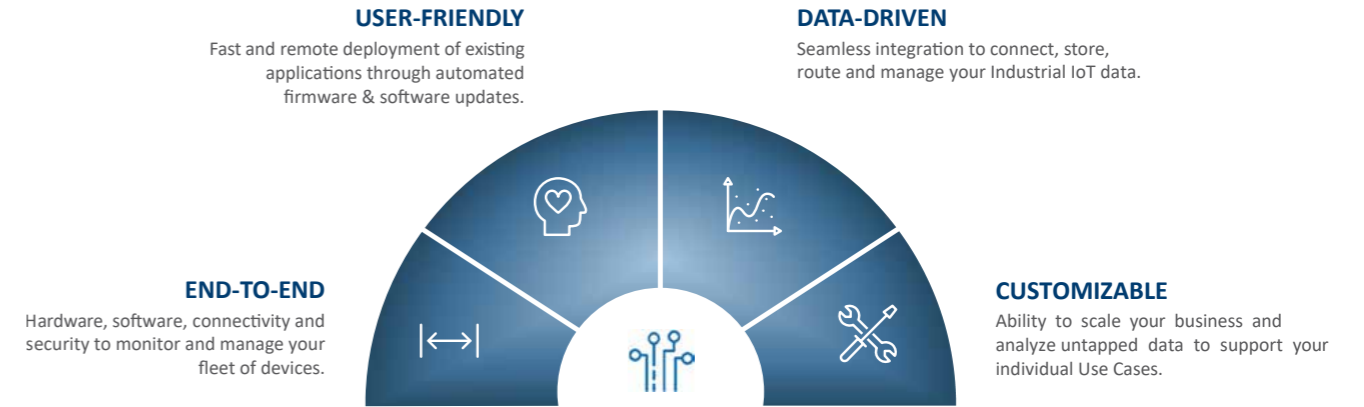 USER-FRIENDLY
Fast and remote deployment of existing
applications through automated
firmware & software updates.
DATA-DRIVEN
Seamless integration to connect, store,
route and manage your Industrial IoT data.
END-TO-END
Hardware, software, connectivity and
security to monitor and manage your
fleet of devices.
CUSTOMIZABLE
Ability to scale your business and
analyze untapped data to support your
individual Use Cases.